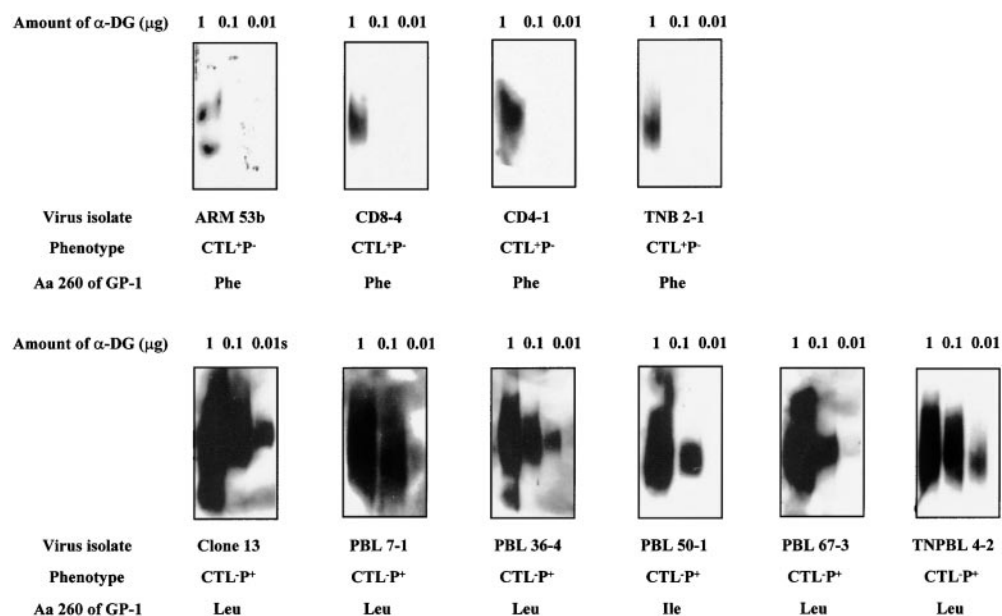 Amount of α-DG (μg) 1 0.1 0.01 1 0.1 0.01 1 0.1 0.01 1 0.1 0.01
Virus isolate ARM 53b CD8-4 CD4-1 TNB 2-1
Phenotype CTL⁺P⁻ CTL⁺P⁻ CTL⁺P⁻ CTL⁺P⁻
Aa 260 of GP-1 Phe Phe Phe Phe
Amount of α-DG (μg) 1 0.1 0.01s 1 0.1 0.01 1 0.1 0.01 1 0.1 0.01 1 0.1 0.01 1 0.1 0.01
Virus isolate Clone 13 PBL 7-1 PBL 36-4 PBL 50-1 PBL 67-3 TNPBL 4-2
Phenotype CTL⁻P⁺ CTL⁻P⁺ CTL⁻P⁺ CTL⁻P⁺ CTL⁻P⁺ CTL⁻P⁺
Aa 260 of GP-1 Leu Leu Leu Ile Leu Leu